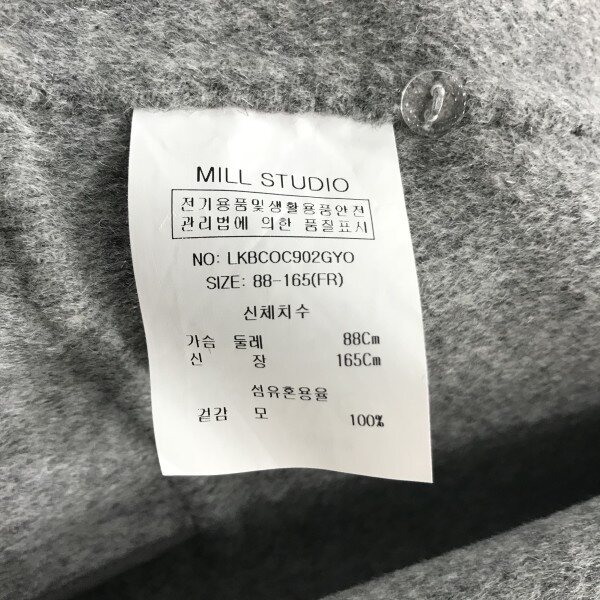 MILL STUDIO
전기용품및생활용품안전
관리법에 의한 품질표시
NO: LKBCOC902GYO
SIZE: 88-165(FR)
신체치수
가슴 둘레 88Cm
신 장 165Cm
섬유혼용율
겉감 모 100%